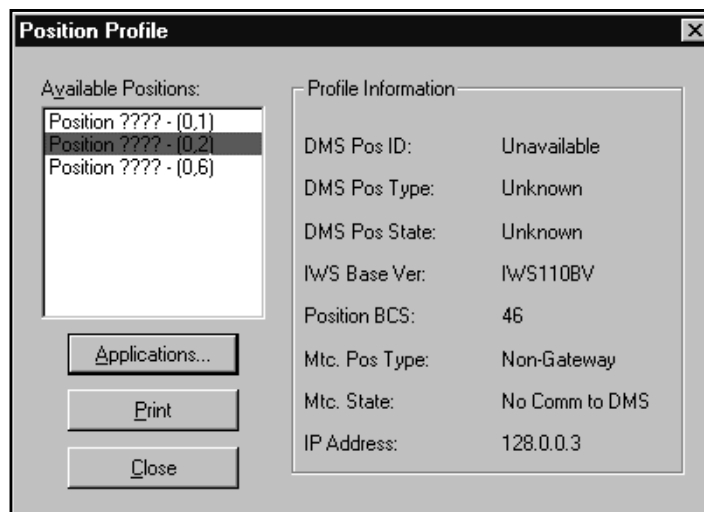 Position Profile
Available Positions:
Position ???? - (0,1)
Position ???? - (0,2)
Position ???? - (0,6)
Applications...
Print
Close
Profile Information
DMS Pos ID: Unavailable
DMS Pos Type: Unknown
DMS Pos State: Unknown
IWS Base Ver: IWS110BV
Position BCS: 46
Mtc. Pos Type: Non-Gateway
Mtc. State: No Comm to DMS
IP Address: 128.0.0.3